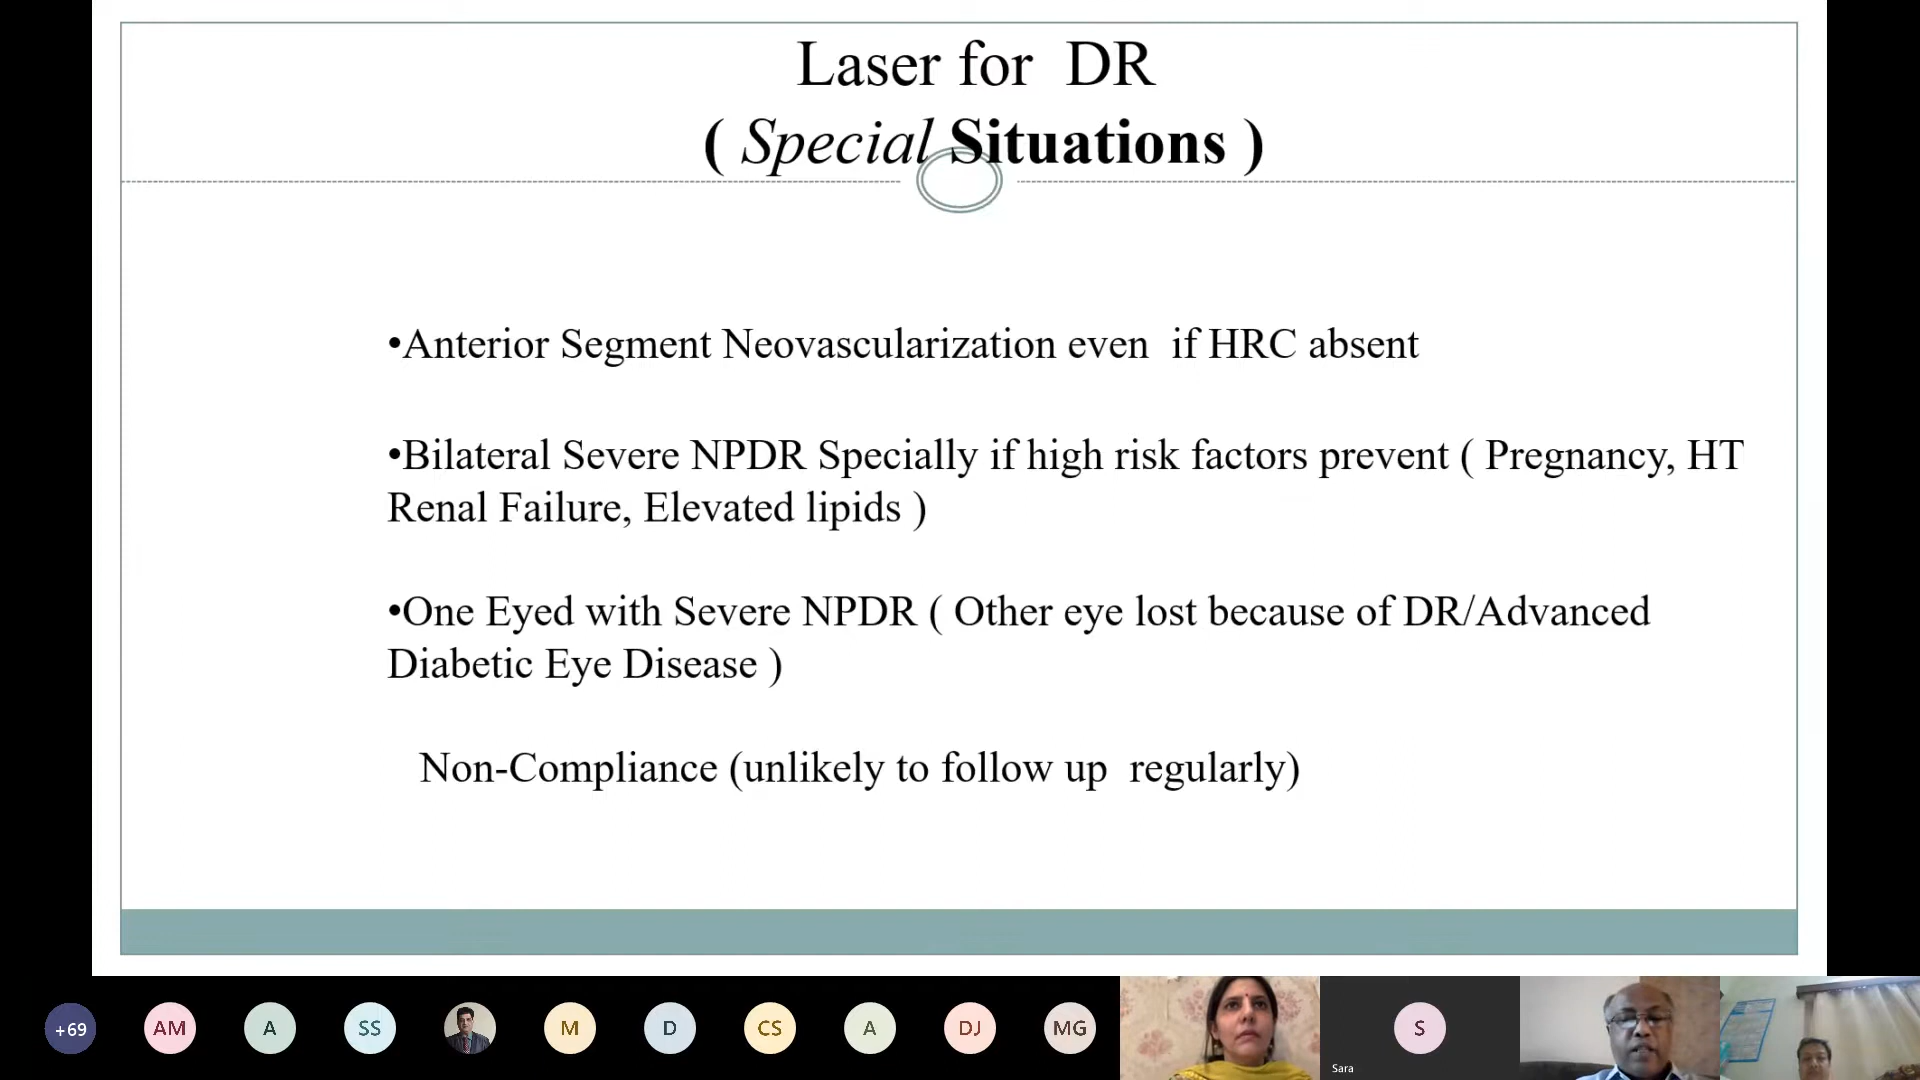 Laser for DR
( Special Situations )
•Anterior Segment Neovascularization even if HRC absent
•Bilateral Severe NPDR Specially if high risk factors prevent ( Pregnancy, HT
Renal Failure, Elevated lipids )
•One Eyed with Severe NPDR ( Other eye lost because of DR/Advanced
Diabetic Eye Disease )
Non-Compliance (unlikely to follow up regularly)
+69
AM
A
SS
M
D
CS
A
DJ
MG
S
Sara